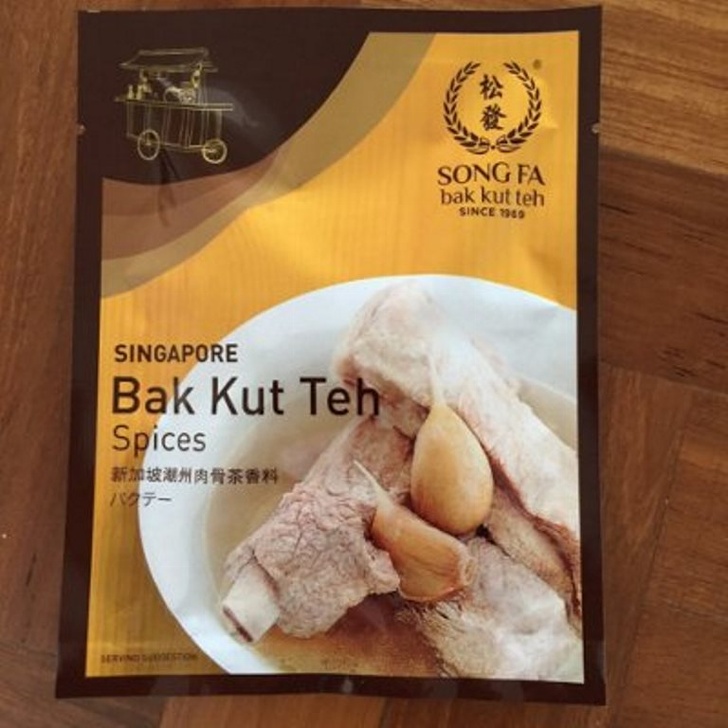 松
發
®
SONG FA
bak kut teh
SINCE 1969
SINGAPORE
Bak Kut Teh
Spices
新加坡潮州肉骨茶香料
バクテー
SERVING SUGGESTION